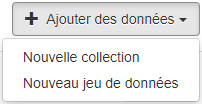 Ajouter des données
Nouvelle collection
Nouveau jeu de données